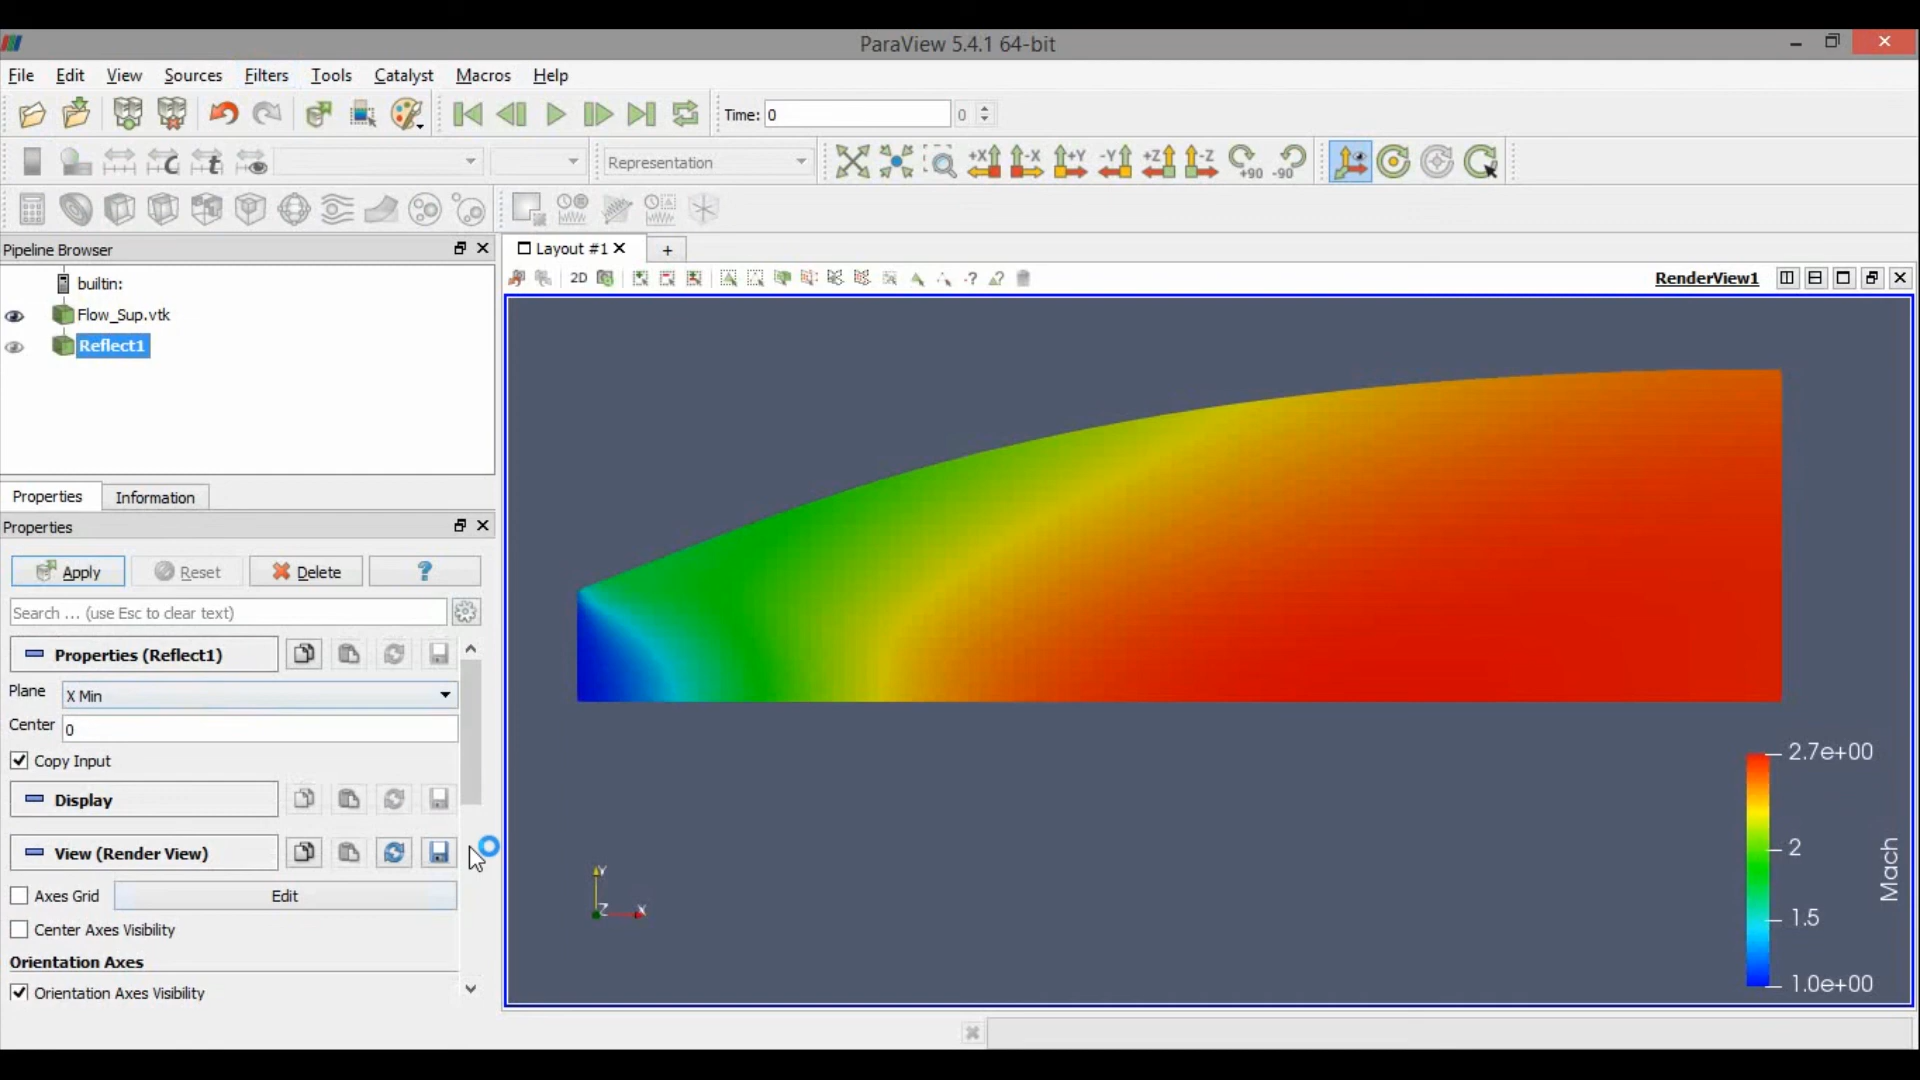 ParaView 5.4.1 64-bit
File Edit View Sources Filters Tools Catalyst Macros Help
Time: 0 0
Representation
+X -X +Y -Y +Z -Z +90 -90
Pipeline Browser
Layout #1 +
builtin:
2D RenderView1
Flow_Sup.vtk
Reflect1
Properties Information
Properties
Apply Reset Delete ?
Search ... (use Esc to clear text)
Properties (Reflect1)
Plane X Min
Center 0
Copy Input
Display
View (Render View)
Axes Grid Edit
Center Axes Visibility
Orientation Axes
Orientation Axes Visibility
Y
Z X
2.7e+00
2
1.5
1.0e+00
Mach